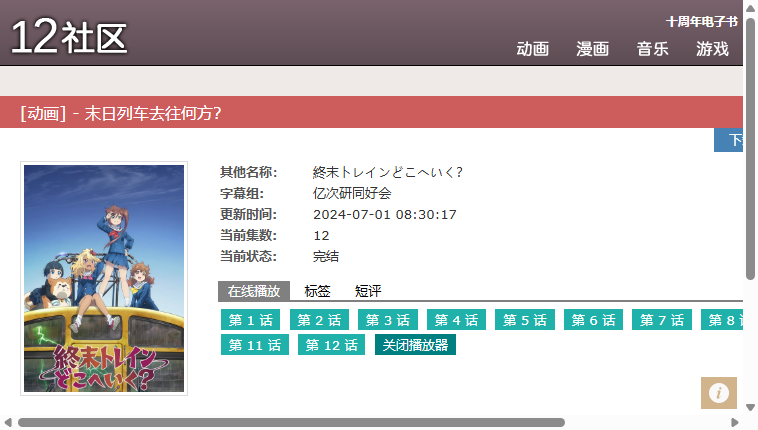 12社区
十周年电子书
动画 漫画 音乐 游戏
[动画] - 末日列车去往何方?
其他名称: 終末トレインどこへいく?
字幕组: 亿次研同好会
更新时间: 2024-07-01 08:30:17
当前集数: 12
当前状态: 完结
在线播放 标签 短评
第 1 话 第 2 话 第 3 话 第 4 话 第 5 话 第 6 话 第 7 话 第 8
第 11 话 第 12 话 关闭播放器
終末トレイン
どこへいく?